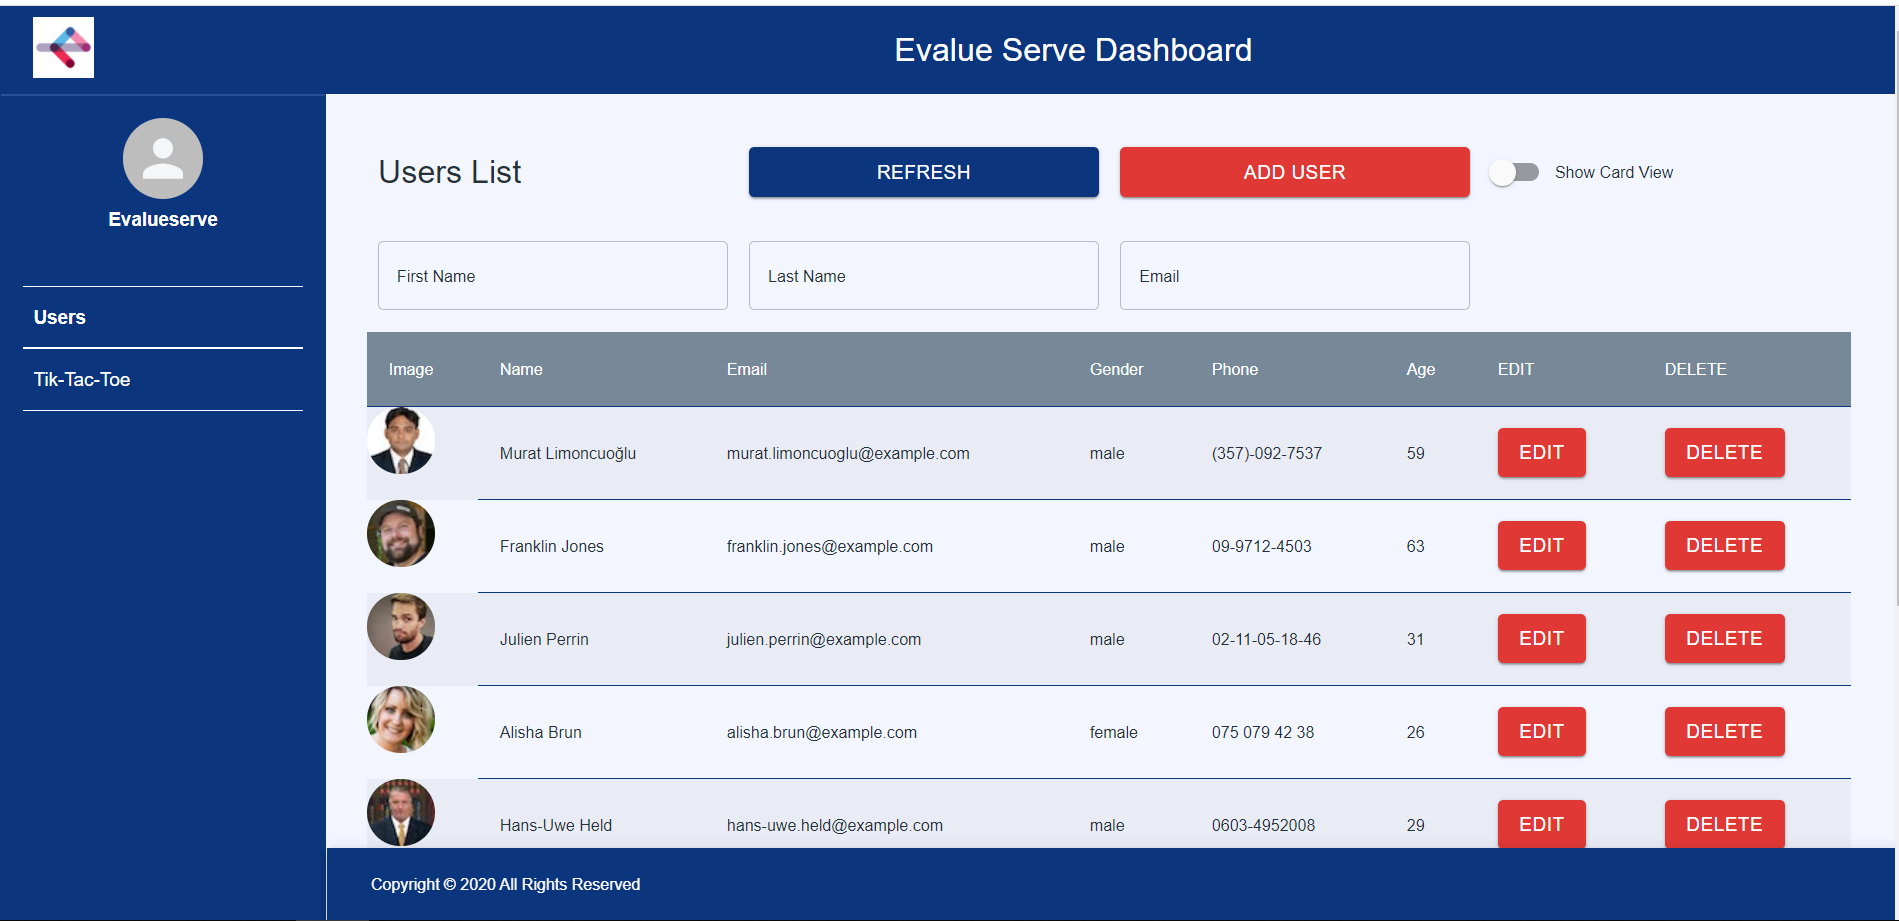 Evalue Serve Dashboard
Evalueserve
Users
Tik-Tac-Toe
Users List
REFRESH
ADD USER
Show Card View
First Name
Last Name
Email
Image Name Email Gender Phone Age EDIT DELETE
Murat Limoncuoğlu murat.limoncuoglu@example.com male (357)-092-7537 59 EDIT DELETE
Franklin Jones franklin.jones@example.com male 09-9712-4503 63 EDIT DELETE
Julien Perrin julien.perrin@example.com male 02-11-05-18-46 31 EDIT DELETE
Alisha Brun alisha.brun@example.com female 075 079 42 38 26 EDIT DELETE
Hans-Uwe Held hans-uwe.held@example.com male 0603-4952008 29 EDIT DELETE
Copyright © 2020 All Rights Reserved